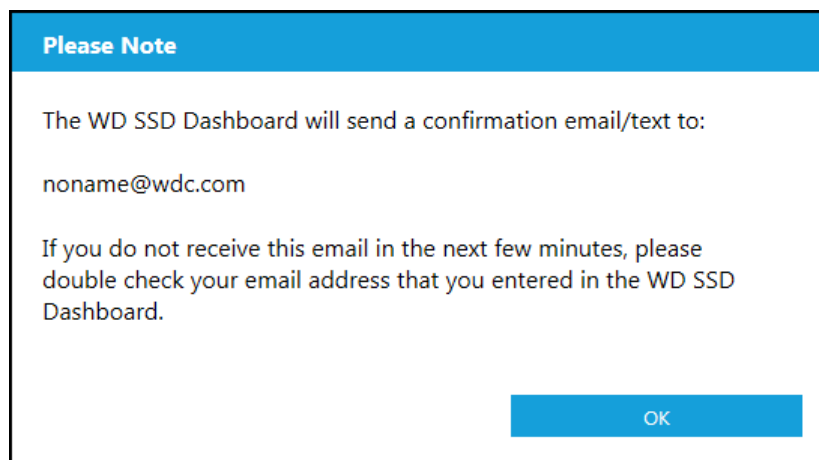 Please Note
The WD SSD Dashboard will send a confirmation email/text to:
noname@wdc.com
If you do not receive this email in the next few minutes, please
double check your email address that you entered in the WD SSD
Dashboard.
OK